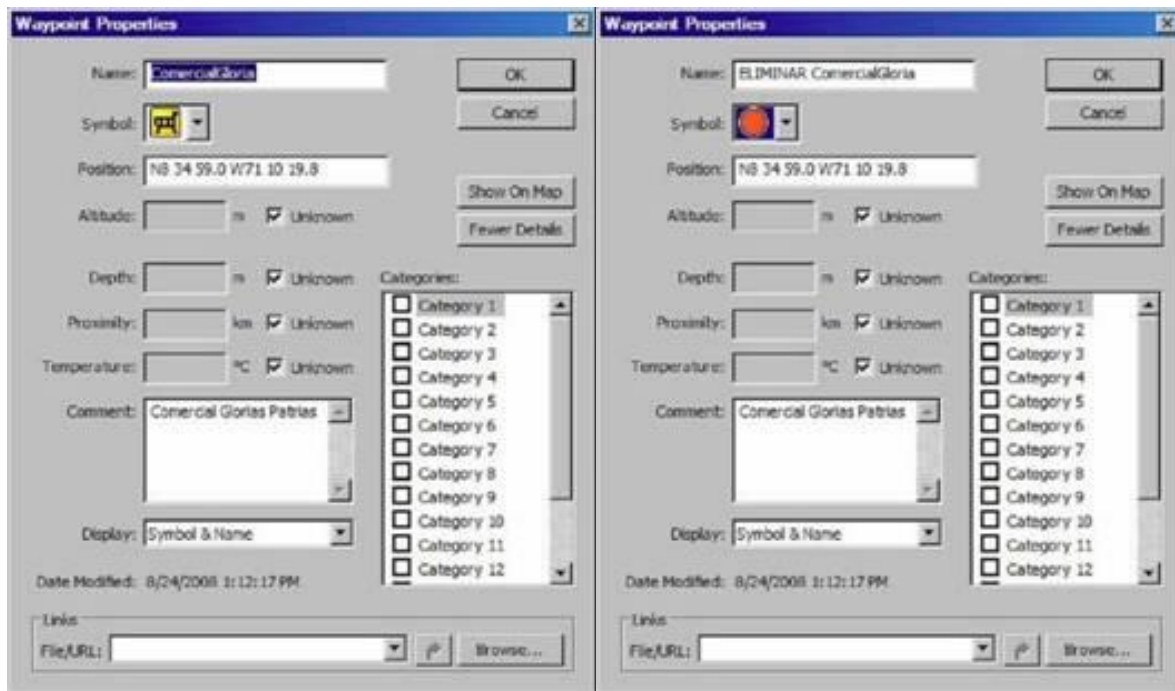 Waypoint Properties
Name: ComercialGloria
OK
Symbol:
Cancel
Position: N8 34 59.0 W71 10 19.8
Show On Map
Altitude: m Unknown
Fewer Details
Depth: m Unknown
Categories:
Proximity: km Unknown
Temperature: °C Unknown
Category 1
Category 2
Category 3
Category 4
Category 5
Category 6
Category 7
Category 8
Category 9
Category 10
Category 11
Category 12
Comment: Comercial Glorias Patrias
Display: Symbol & Name
Date Modified: 8/24/2008 1:12:17 PM
Links
File/URL: Browse...
Waypoint Properties
Name: ELIMINAR ComercialGloria
OK
Symbol:
Cancel
Position: N8 34 59.0 W71 10 19.8
Show On Map
Altitude: m Unknown
Fewer Details
Depth: m Unknown
Categories:
Proximity: km Unknown
Temperature: °C Unknown
Category 1
Category 2
Category 3
Category 4
Category 5
Category 6
Category 7
Category 8
Category 9
Category 10
Category 11
Category 12
Comment: Comercial Glorias Patrias
Display: Symbol & Name
Date Modified: 8/24/2008 1:12:17 PM
Links
File/URL: Browse...